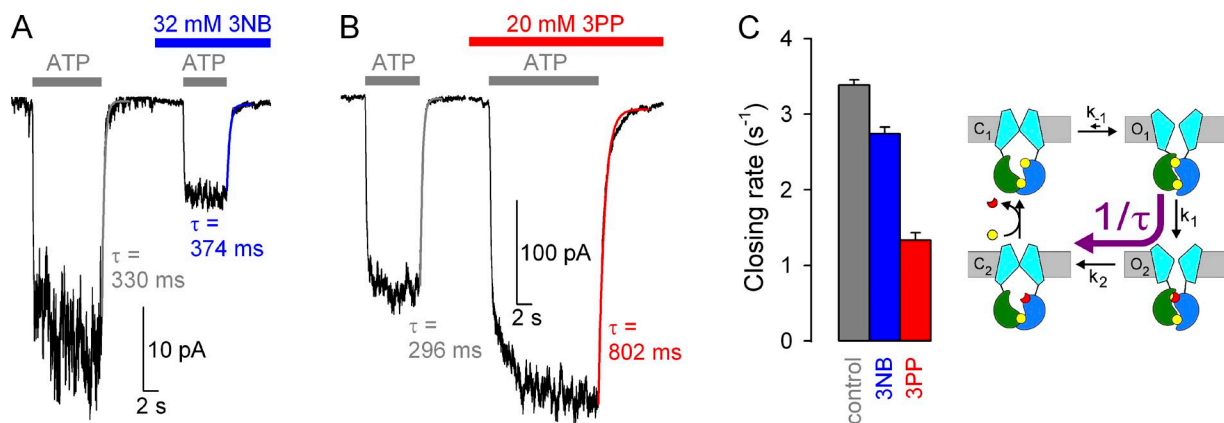 A
32 mM 3NB
ATP
ATP
τ =
330 ms
τ =
374 ms
10 pA
2 s
B
20 mM 3PP
ATP
ATP
100 pA
2 s
τ =
296 ms
τ =
802 ms
C
Closing rate (s⁻¹)
4
3
2
1
0
control
3NB
3PP
C₁
k₋₁
O₁
1/τ
k₁
C₂
k₂
O₂